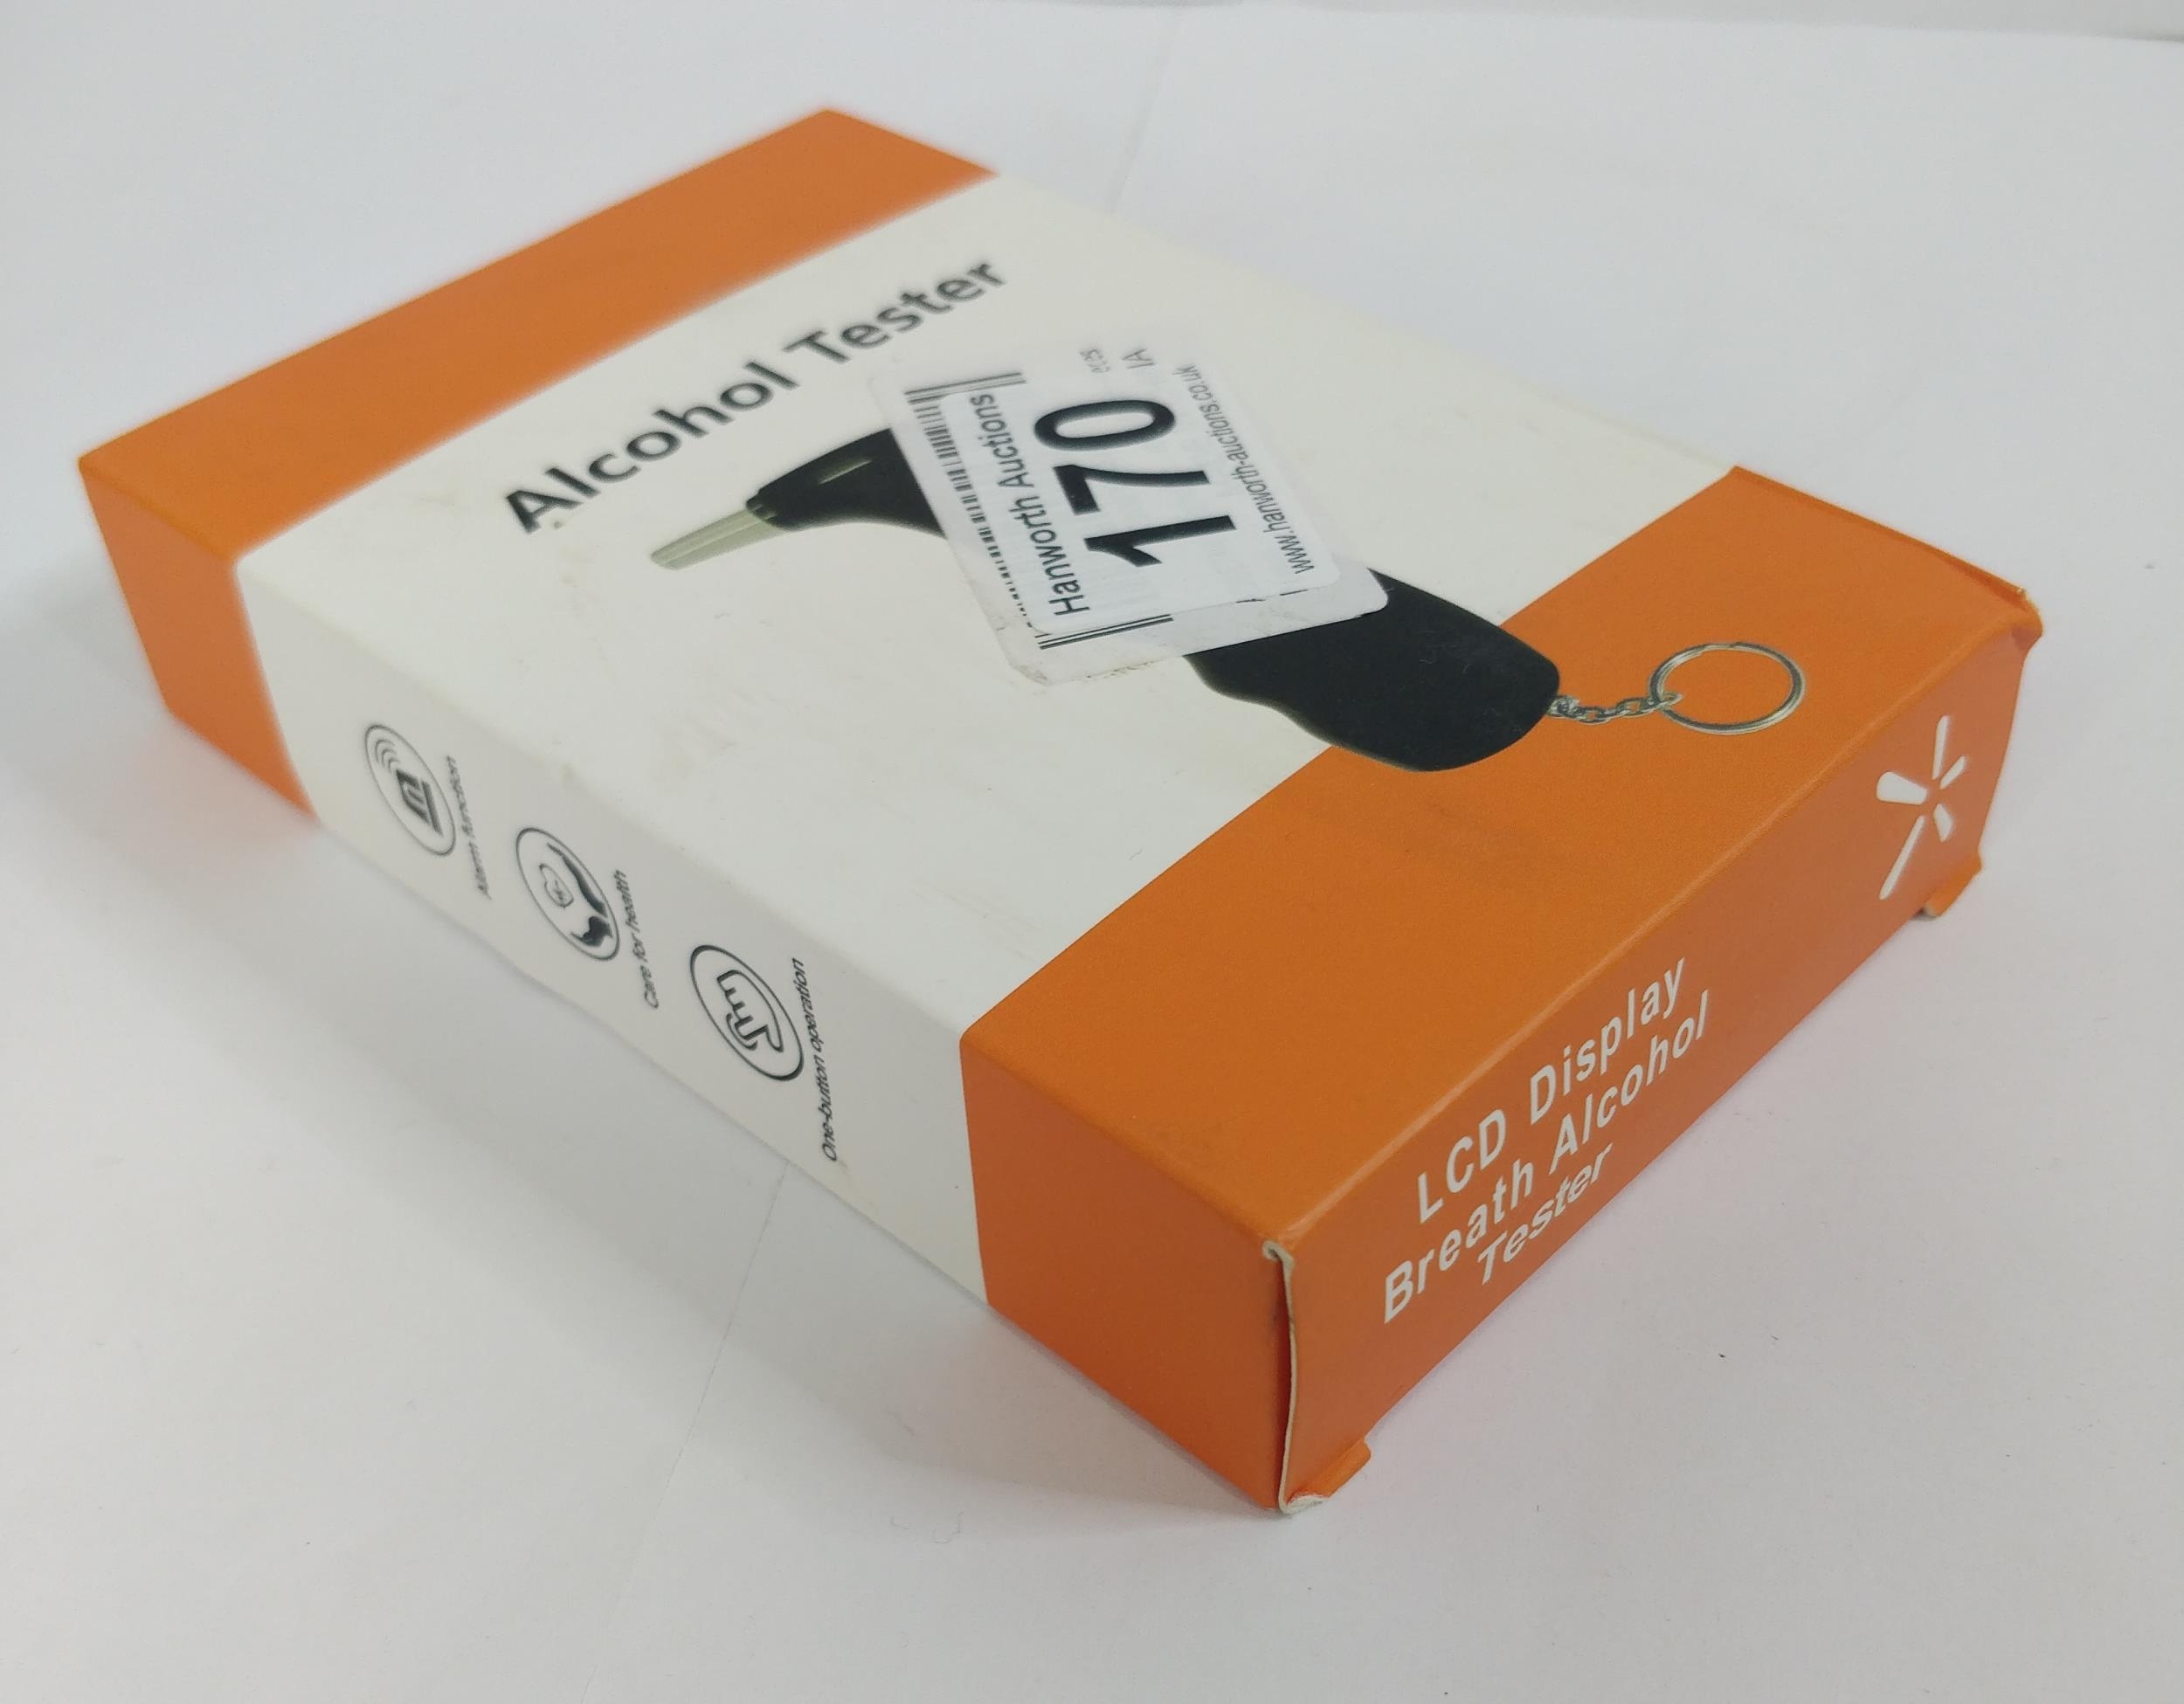 Alcohol Tester
Hanworth Auctions
170
IA
www.hanworth-auctions.co.uk
Alarm function
Care for health
One-button operation
LCD Display
Breath Alcohol
Tester